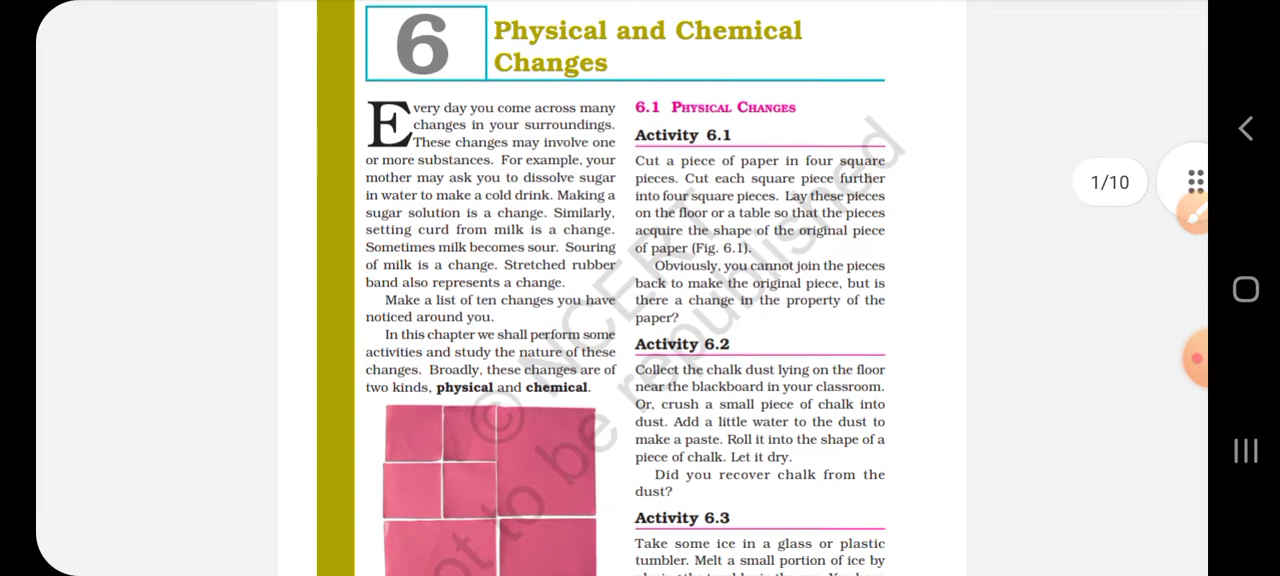 6
Physical and Chemical
Changes
Every day you come across many
changes in your surroundings.
These changes may involve one
or more substances. For example, your
mother may ask you to dissolve sugar
in water to make a cold drink. Making a
sugar solution is a change. Similarly,
setting curd from milk is a change.
Sometimes milk becomes sour. Souring
of milk is a change. Stretched rubber
band also represents a change.
Make a list of ten changes you have
noticed around you.
In this chapter we shall perform some
activities and study the nature of these
changes. Broadly, these changes are of
two kinds, physical and chemical.
6.1 PHYSICAL CHANGES
Activity 6.1
Cut a piece of paper in four square
pieces. Cut each square piece further
into four square pieces. Lay these pieces
on the floor or a table so that the pieces
acquire the shape of the original piece
of paper (Fig. 6.1).
Obviously, you cannot join the pieces
back to make the original piece, but is
there a change in the property of the
paper?
Activity 6.2
Collect the chalk dust lying on the floor
near the blackboard in your classroom.
Or, crush a small piece of chalk into
dust. Add a little water to the dust to
make a paste. Roll it into the shape of a
piece of chalk. Let it dry.
Did you recover chalk from the
dust?
Activity 6.3
Take some ice in a glass or plastic
tumbler. Melt a small portion of ice by
© NCERT
not to be republished
1/10